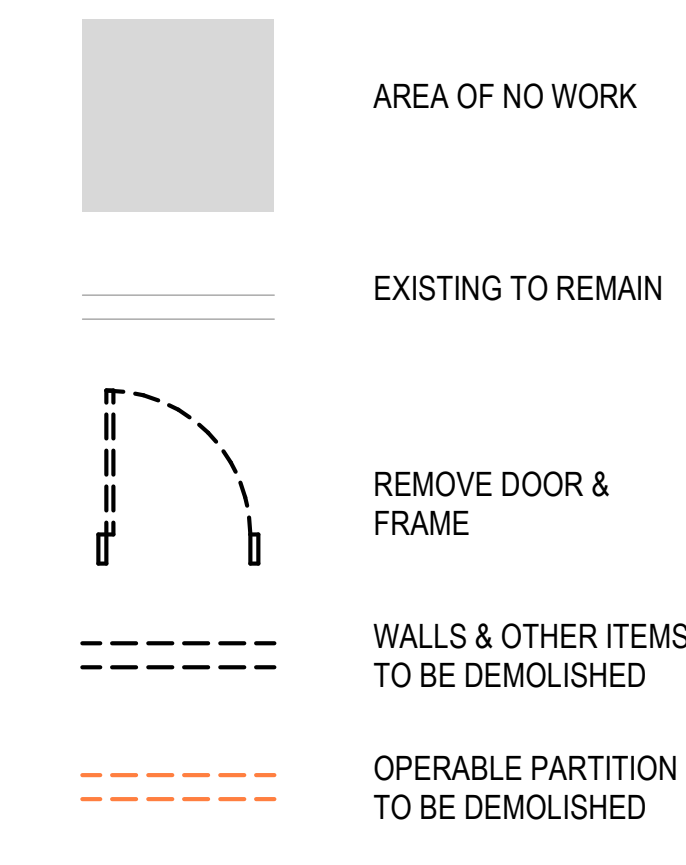 AREA OF NO WORK
EXISTING TO REMAIN
REMOVE DOOR &
FRAME
WALLS & OTHER ITEMS
TO BE DEMOLISHED
OPERABLE PARTITION
TO BE DEMOLISHED